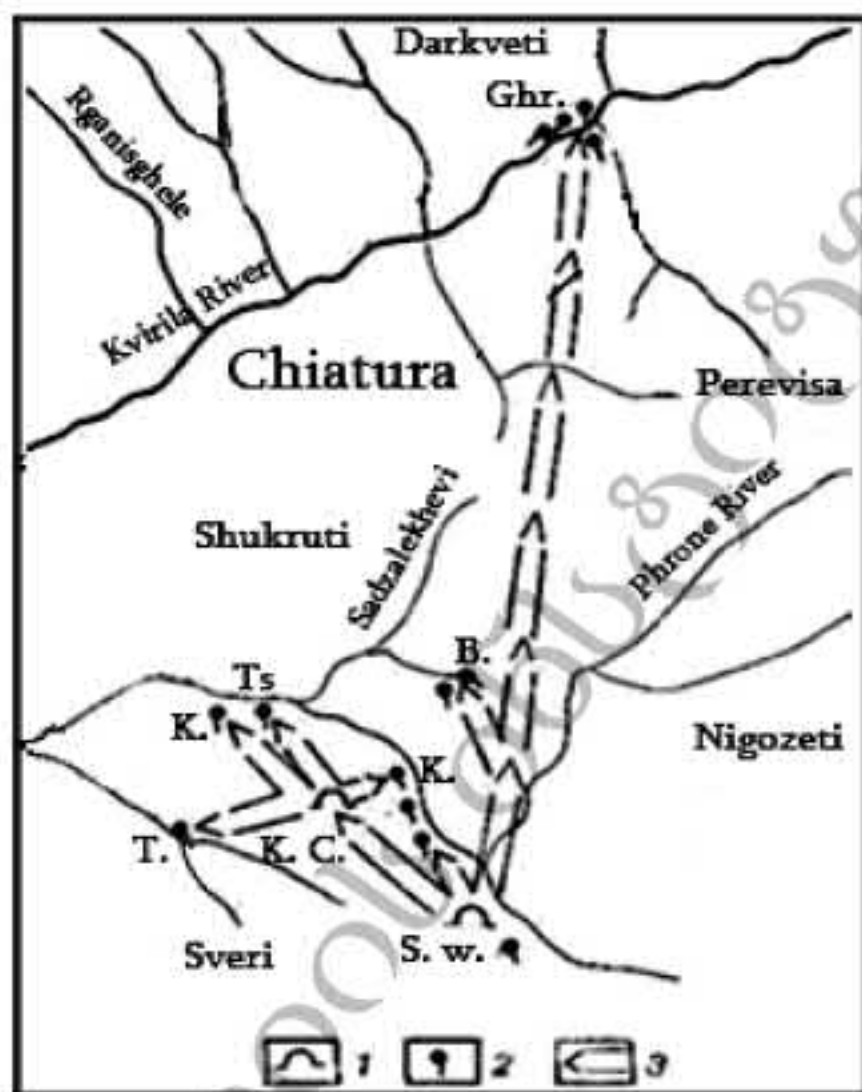 Darkveti
Ghr.
Rganisghele
Kvirila River
Chiatura
Perevisa
Shukruti
Sadzalekhevi
Phrone River
B.
Ts
K.
Nigozeti
K.
T.
K. C.
Sveri
S. w.
1
2
3